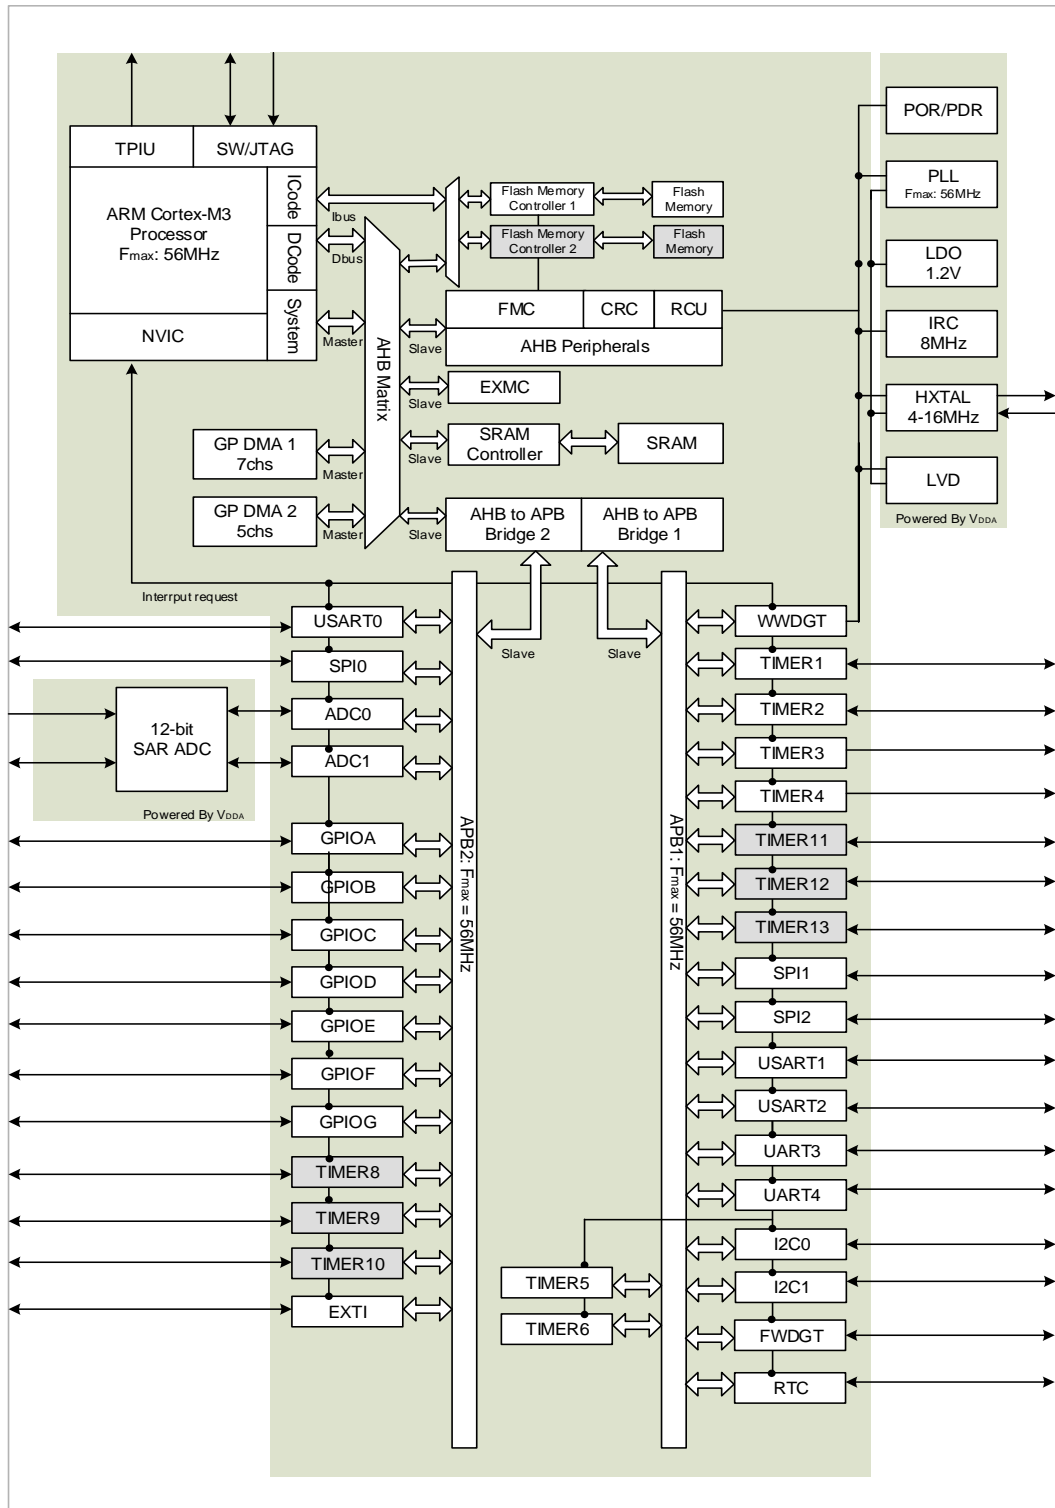 TPIU
SW/JTAG
ARM Cortex-M3
Processor
Fmax: 56MHz
NVIC
ICode
DCode
System
Ibus
Dbus
Master
Slave
AHB Matrix
Flash Memory
Controller 1
Flash
Memory
Flash Memory
Controller 2
Flash
Memory
FMC
CRC
RCU
AHB Peripherals
EXMC
Slave
GP DMA 1
7chs
Master
Slave
SRAM
Controller
SRAM
GP DMA 2
5chs
Master
Slave
AHB to APB
Bridge 2
AHB to APB
Bridge 1
POR/PDR
PLL
Fmax: 56MHz
LDO
1.2V
IRC
8MHz
HXTAL
4-16MHz
LVD
Powered By VDDA
Interrput request
Slave
Slave
USART0
SPI0
ADC0
ADC1
12-bit
SAR ADC
Powered By VDDA
GPIOA
GPIOB
GPIOC
GPIOD
GPIOE
GPIOF
GPIOG
TIMER8
TIMER9
TIMER10
EXTI
APB2: Fmax = 56MHz
APB1: Fmax = 56MHz
TIMER5
TIMER6
WWDGT
TIMER1
TIMER2
TIMER3
TIMER4
TIMER11
TIMER12
TIMER13
SPI1
SPI2
USART1
USART2
UART3
UART4
I2C0
I2C1
FWDGT
RTC